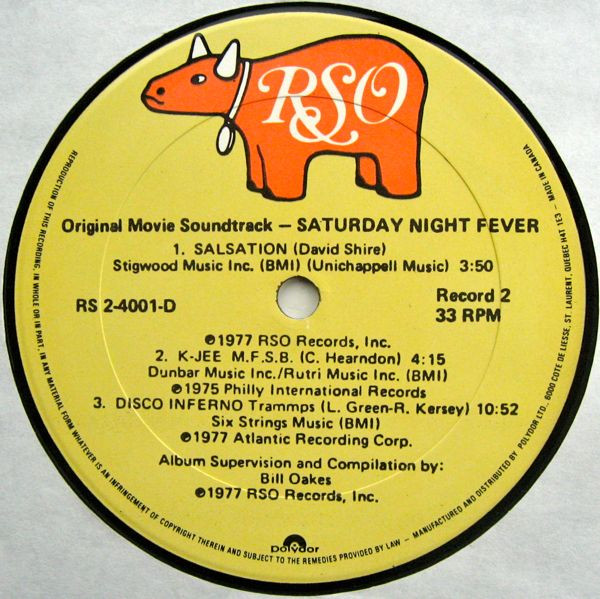 RSO
Original Movie Soundtrack — SATURDAY NIGHT FEVER
1. SALSATION (David Shire)
Stigwood Music Inc. (BMI) (Unichappell Music) 3:50
RS 2-4001-D
Record 2
33 RPM
℗1977 RSO Records, Inc.
2. K-JEE M.F.S.B. (C. Hearndon) 4:15
Dunbar Music Inc./Rutri Music Inc. (BMI)
℗1975 Philly International Records
3. DISCO INFERNO Trammps (L. Green-R. Kersey) 10:52
Six Strings Music (BMI)
℗1977 Atlantic Recording Corp.
Album Supervision and Compilation by:
Bill Oakes
℗1977 RSO Records, Inc.
Polydor
REPRODUCTION OF THIS RECORDING, IN WHOLE OR IN PART, IN ANY MATERIAL FORM WHATEVER IS AN INFRINGEMENT OF COPYRIGHT THEREIN AND SUBJECT TO THE REMEDIES PROVIDED BY LAW – MANUFACTURED AND DISTRIBUTED BY POLYDOR LTD., 6000 COTE DE LIESSE, ST. LAURENT, QUEBEC H4T 1E3 – MADE IN CANADA